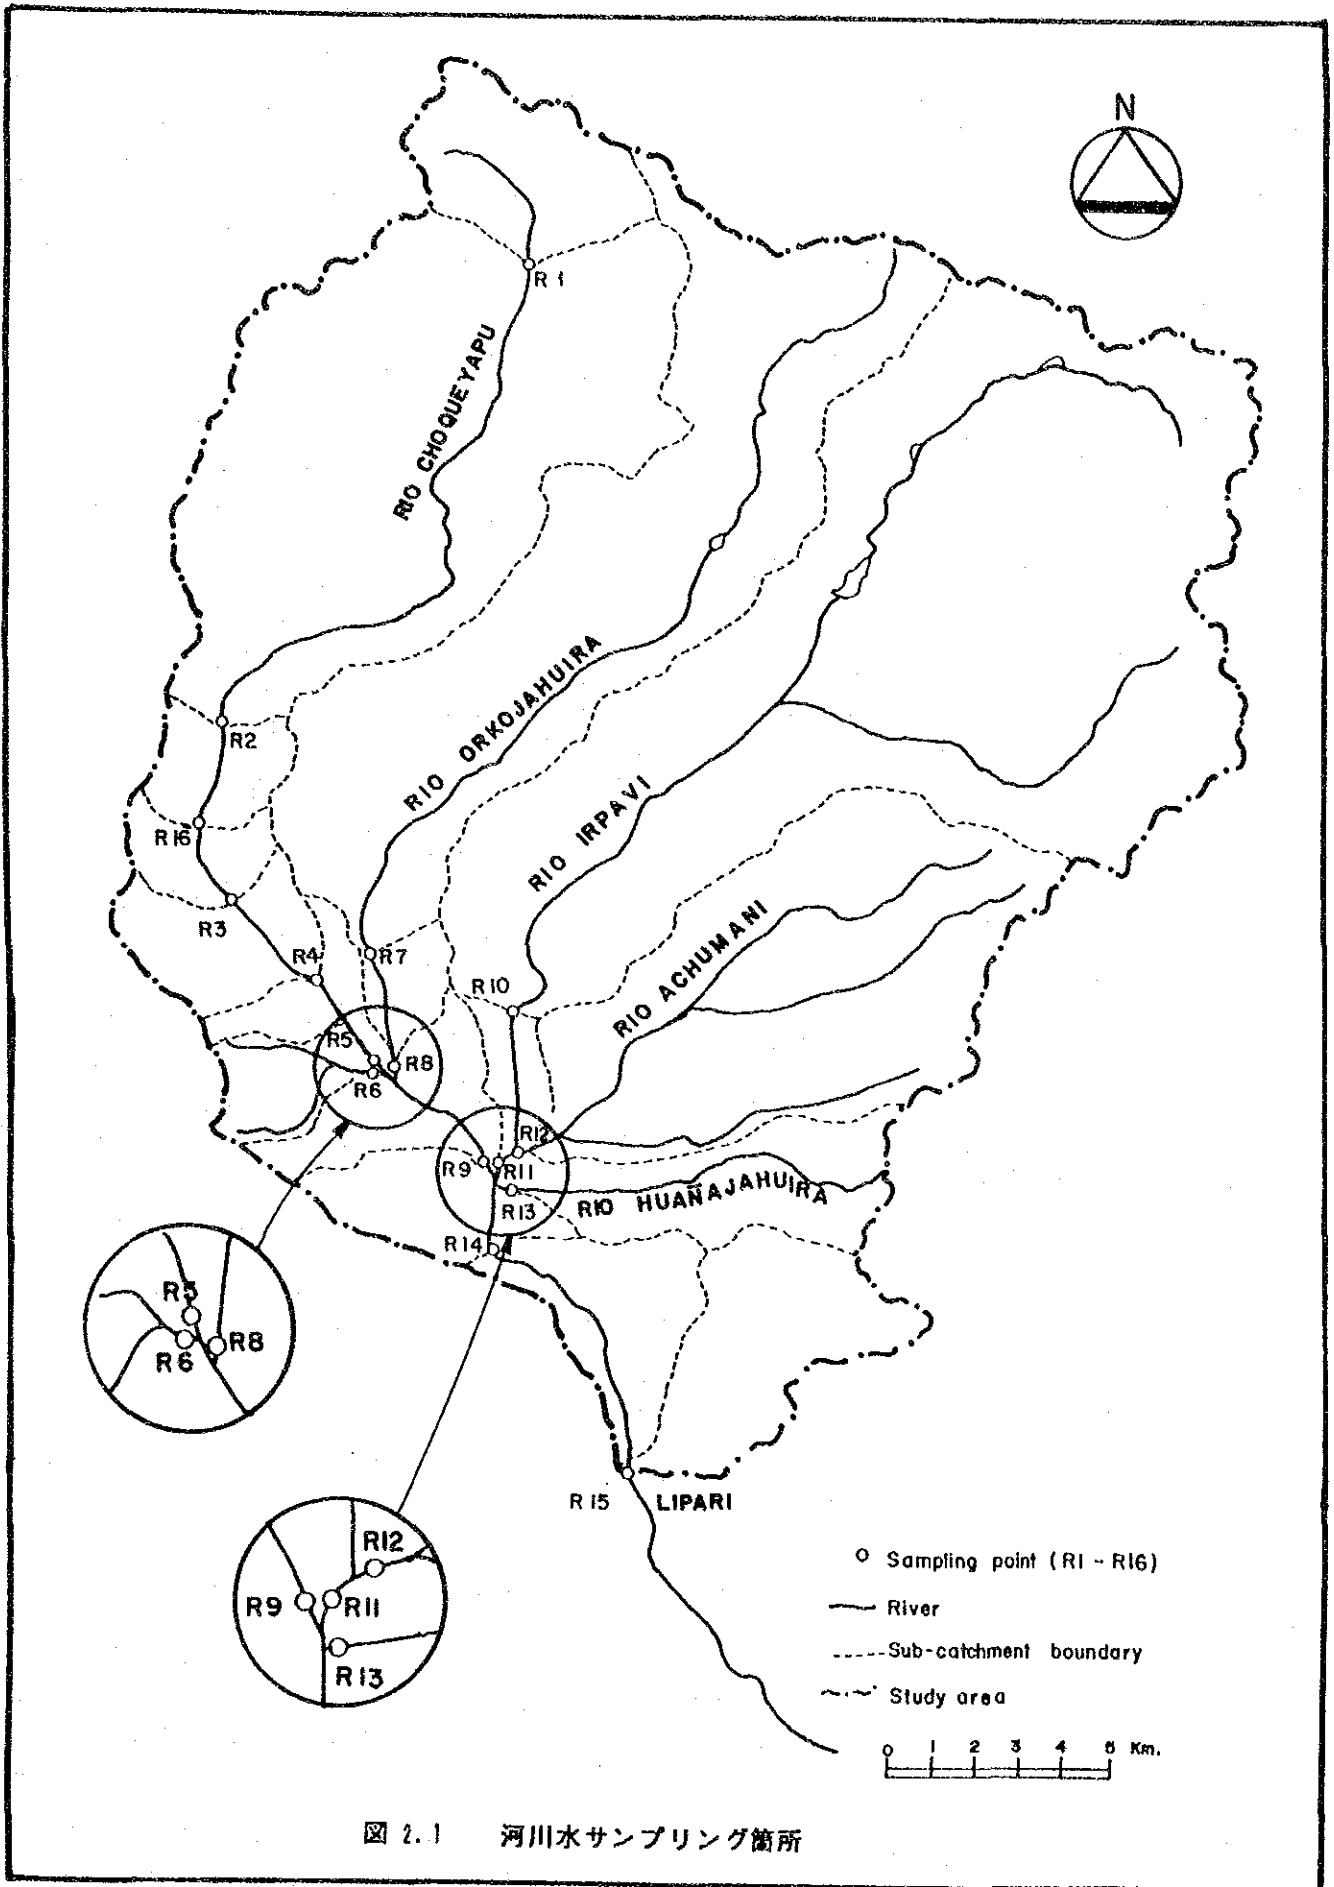 N
R 1
RIO CHOQUEYAPU
RIO ORKOJAHUIRA
R2
RIO IRPAVI
R 16
R3
RIO ACHUMANI
R4
R7
R 10
R5
R8
R6
R12
R9
R11
R13
RIO HUAÑAJAHUIRA
R14
R5
R6
R8
R 15 LIPARI
R12
R9
R11
R13
Sampling point (R1 - R16)
River
Sub-catchment boundary
Study area
0 1 2 3 4 5 Km.
図 2.1 河川水サンプリング箇所